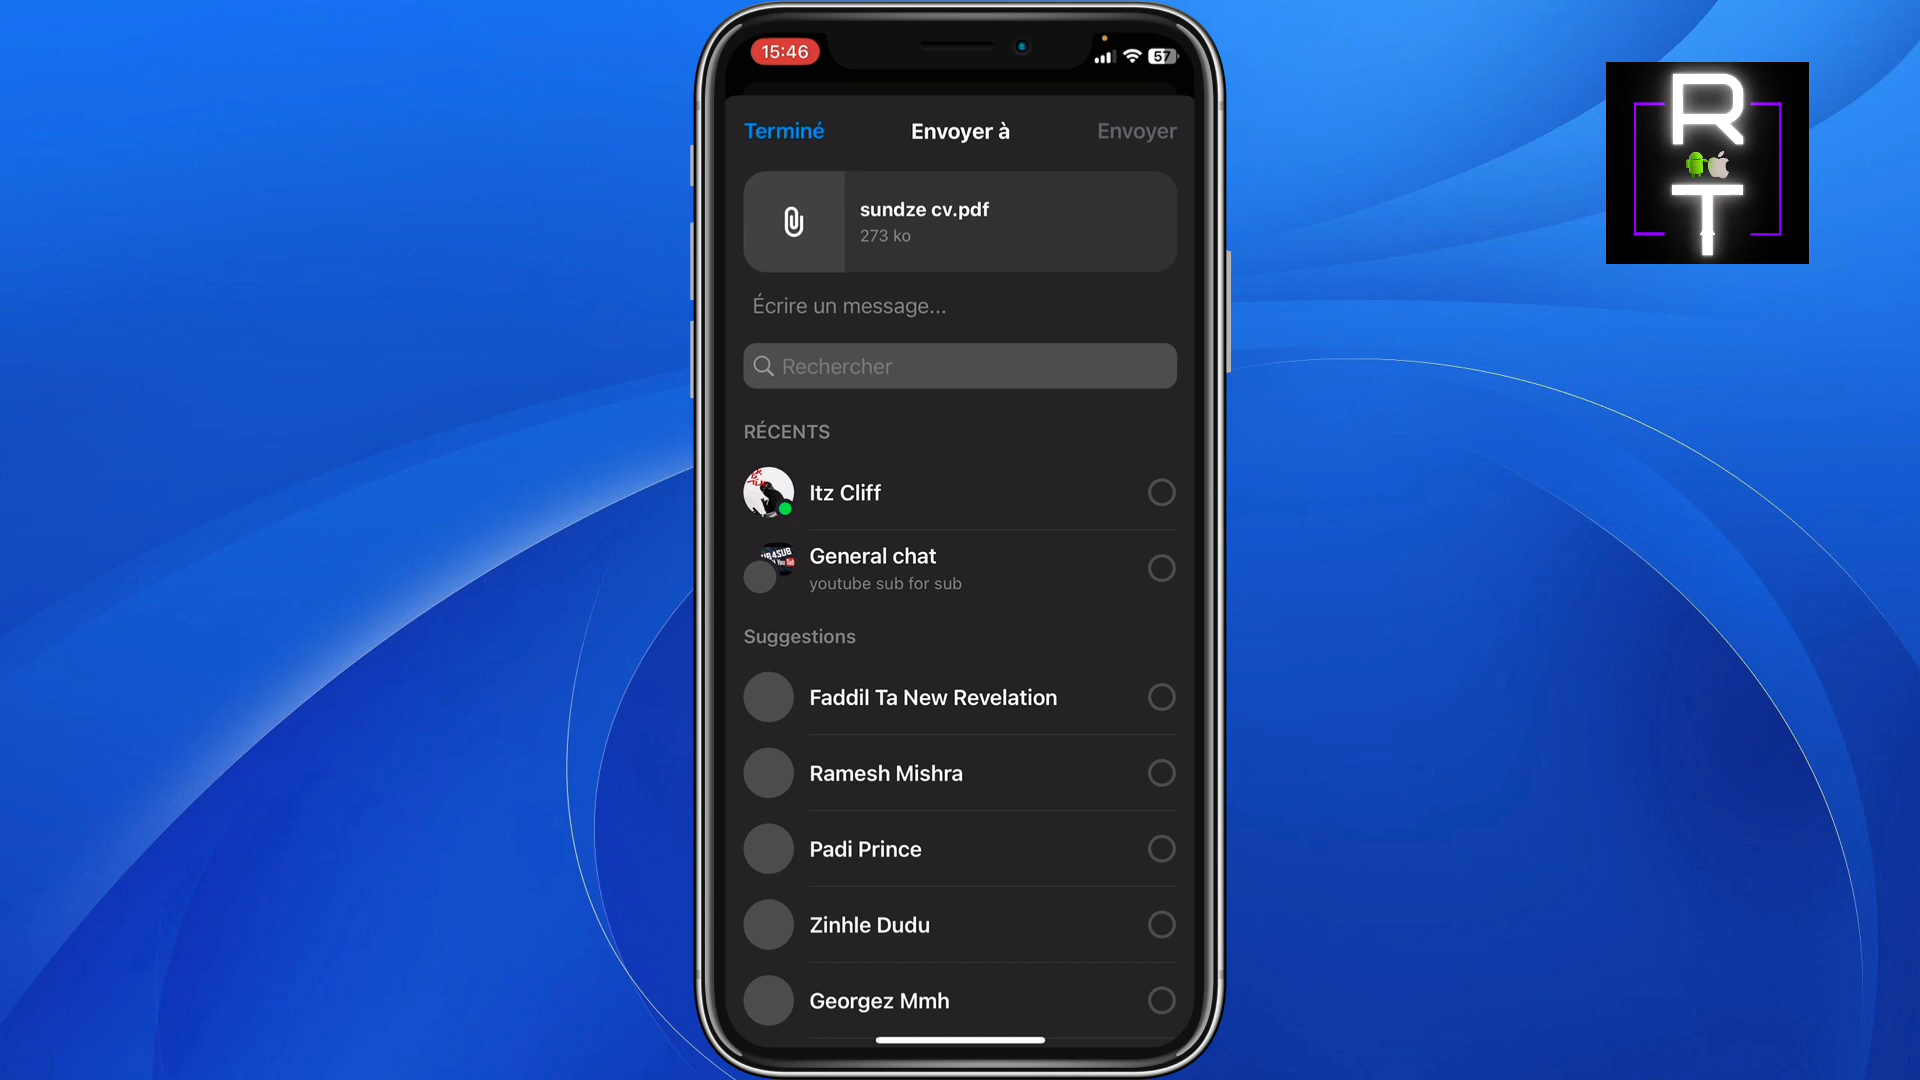 15:46
57
R
T
Terminé
Envoyer à
Envoyer
sundze cv.pdf
273 ko
Écrire un message...
Rechercher
RÉCENTS
Itz Cliff
General chat
youtube sub for sub
Suggestions
Faddil Ta New Revelation
Ramesh Mishra
Padi Prince
Zinhle Dudu
Georgez Mmh